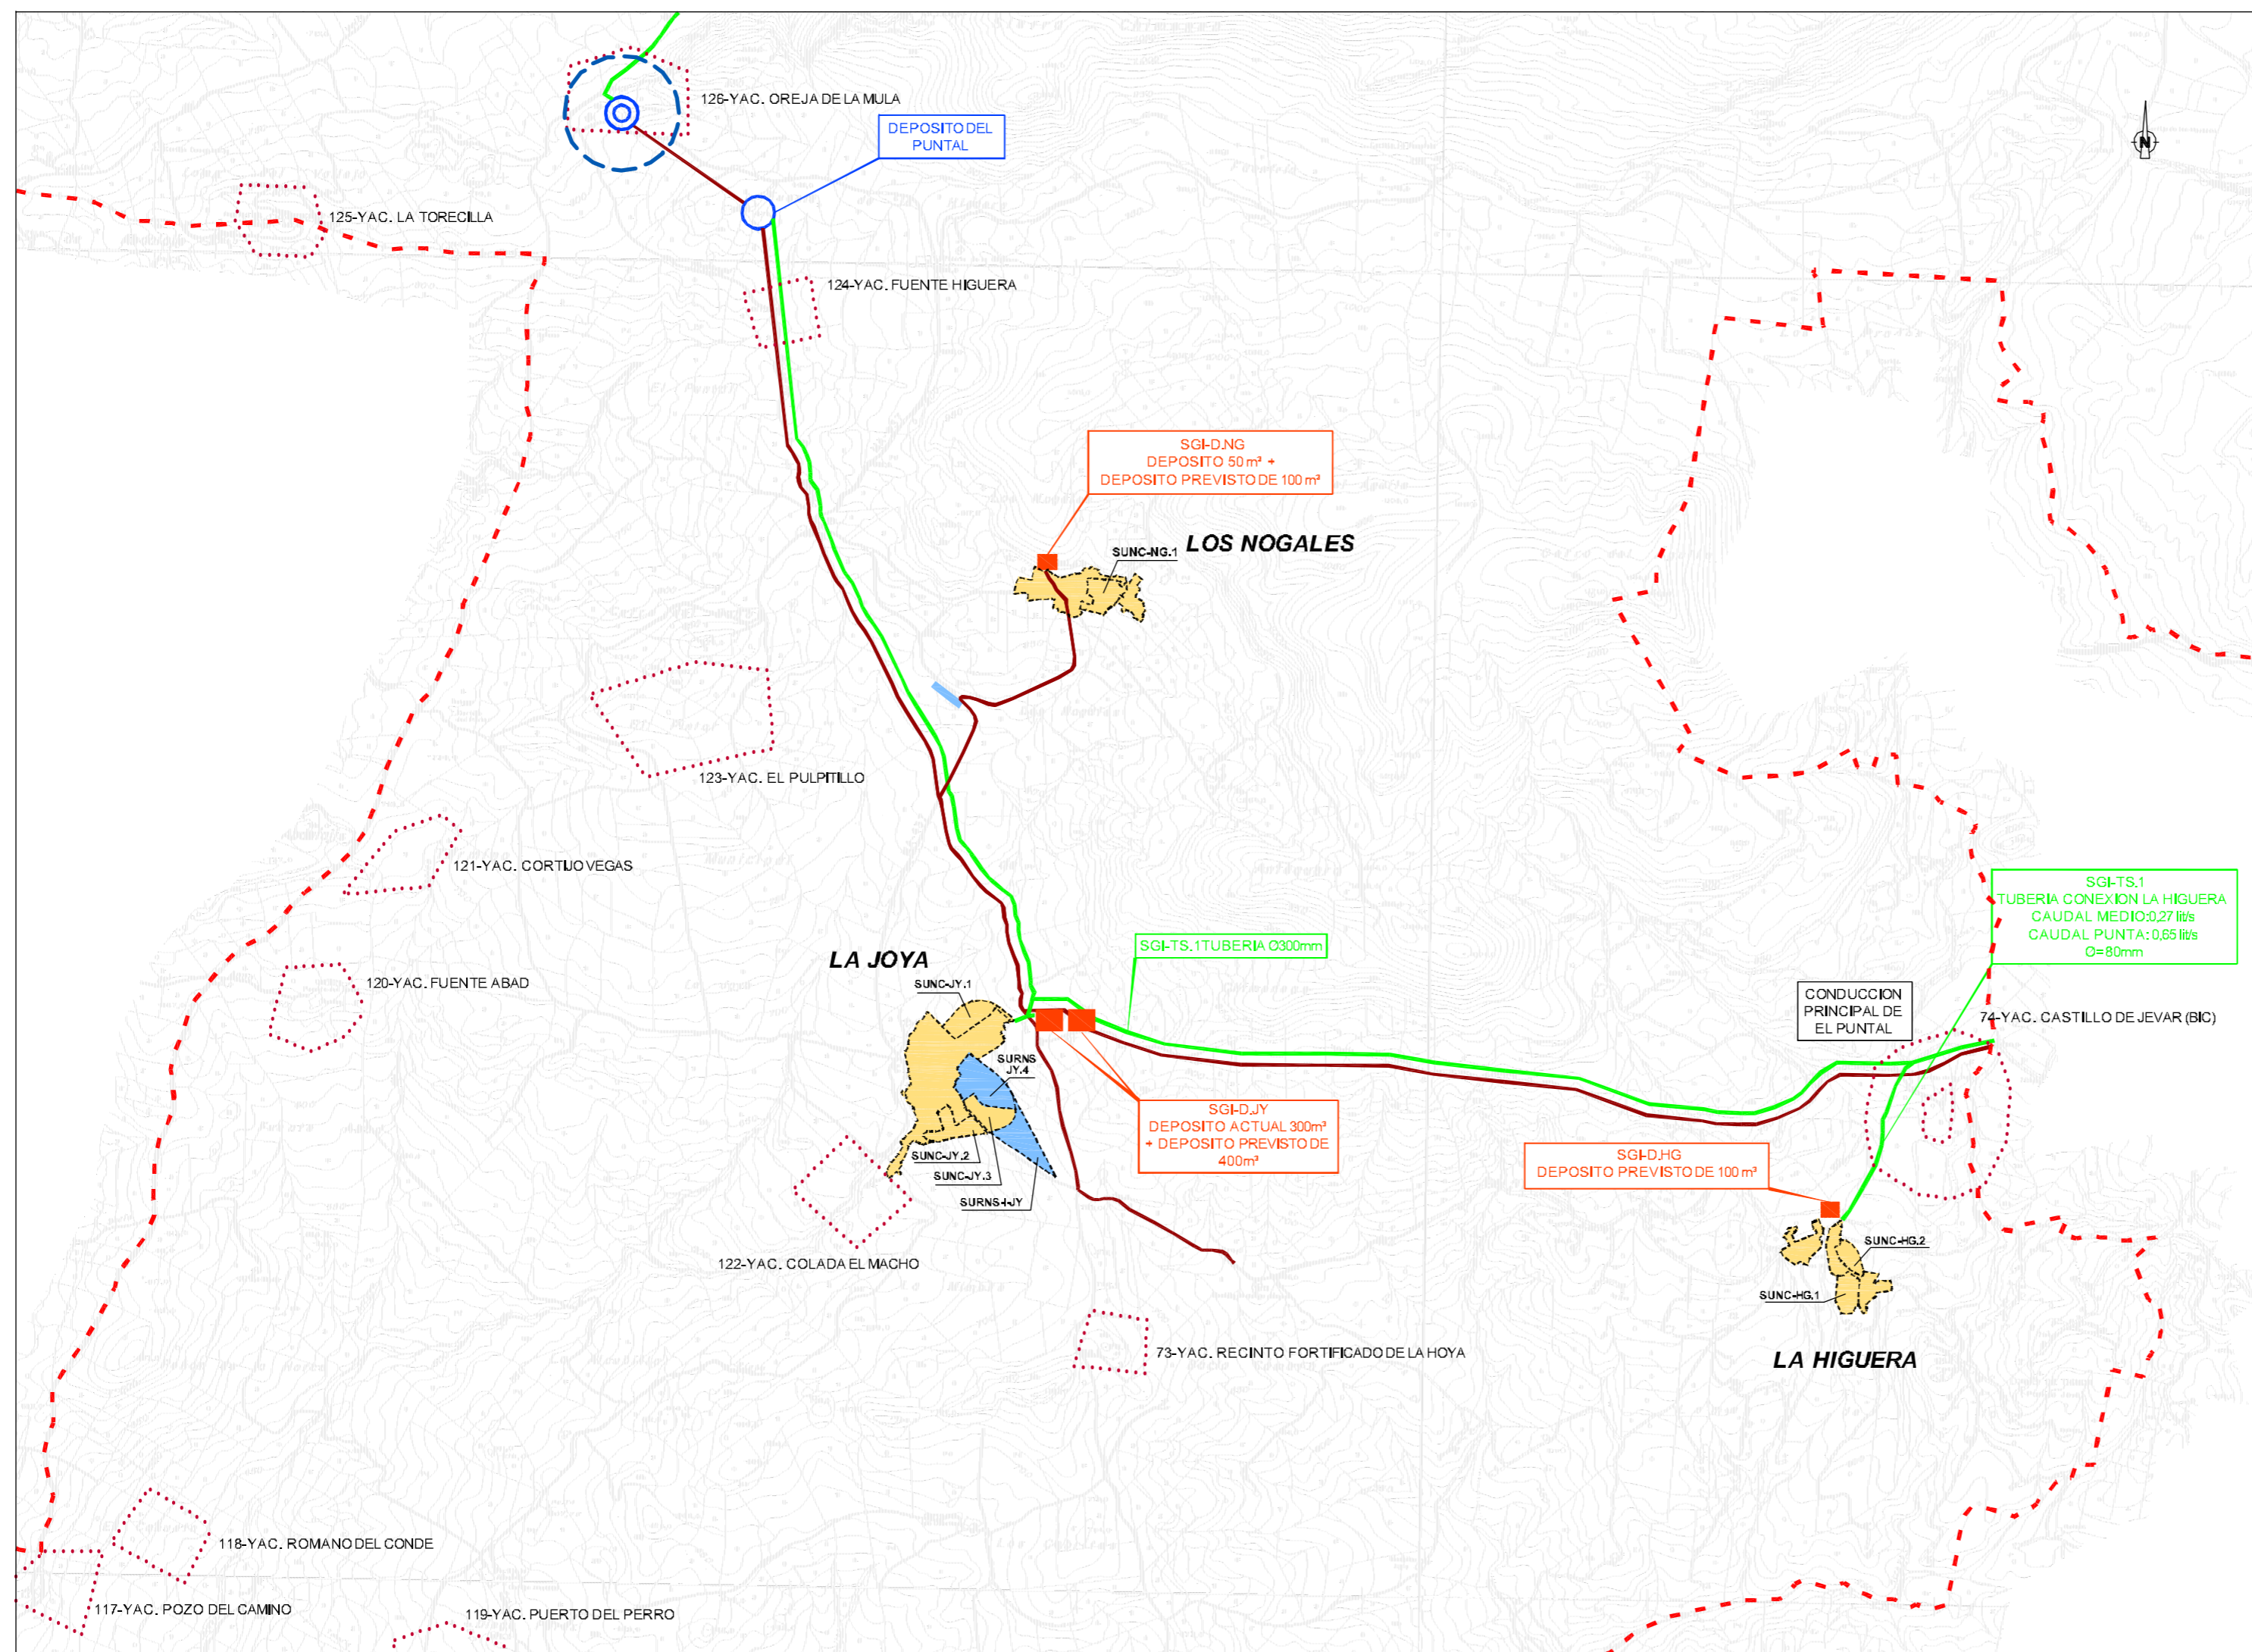 126-YAC. OREJA DE LA MULA
DEPOSITO DEL
PUNTAL
N
125-YAC. LA TORECILLA
124-YAC. FUENTE HIGUERA
SGI-D.NG
DEPOSITO 50 m³ +
DEPOSITO PREVISTO DE 100 m³
SUNC-NG.1
LOS NOGALES
123-YAC. EL PULPITILLO
121-YAC. CORTIJO VEGAS
SGI-TS.1
TUBERIA CONEXION LA HIGUERA
CAUDAL MEDIO:0,27 lit/s
CAUDAL PUNTA: 0,65 lit/s
Ø=80mm
SGI-TS.1 TUBERIA Ø300mm
LA JOYA
SUNC-JY.1
120-YAC. FUENTE ABAD
CONDUCCION
PRINCIPAL DE
EL PUNTAL
74-YAC. CASTILLO DE JEVAR (BIC)
SURNS
JY.4
SGI-D.JY
DEPOSITO ACTUAL 300m³
+ DEPOSITO PREVISTO DE
400m³
SUNC-JY.2
SUNC-JY.3
SURNS-I-JY
SGI-D.HG
DEPOSITO PREVISTO DE 100 m³
122-YAC. COLADA EL MACHO
SUNC-HG.2
SUNC-HG.1
73-YAC. RECINTO FORTIFICADO DE LA HOYA
LA HIGUERA
118-YAC. ROMANO DEL CONDE
117-YAC. POZO DEL CAMINO
119-YAC. PUERTO DEL PERRO